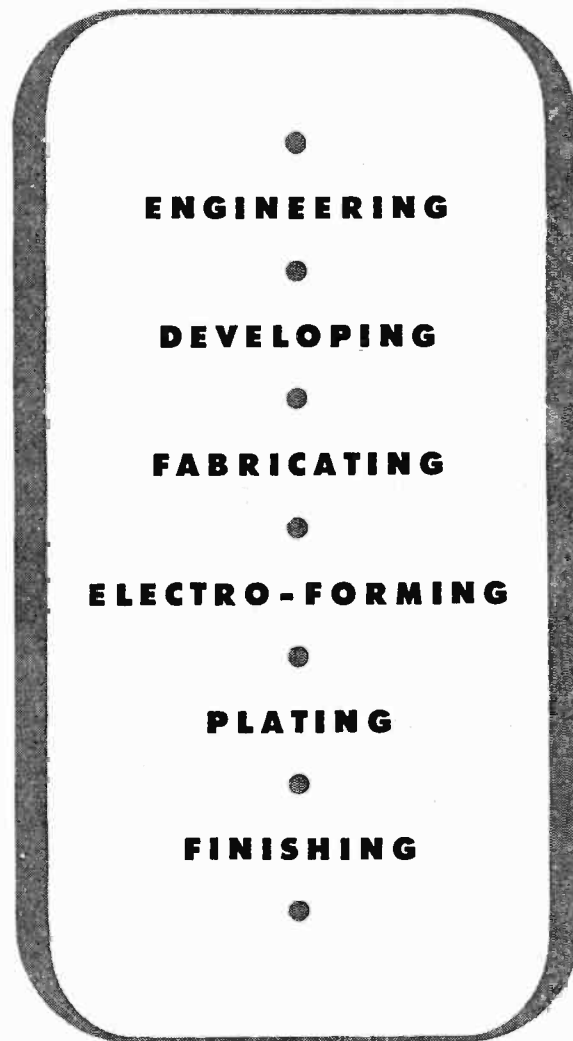 ENGINEERING
DEVELOPING
FABRICATING
ELECTRO-FORMING
PLATING
FINISHING